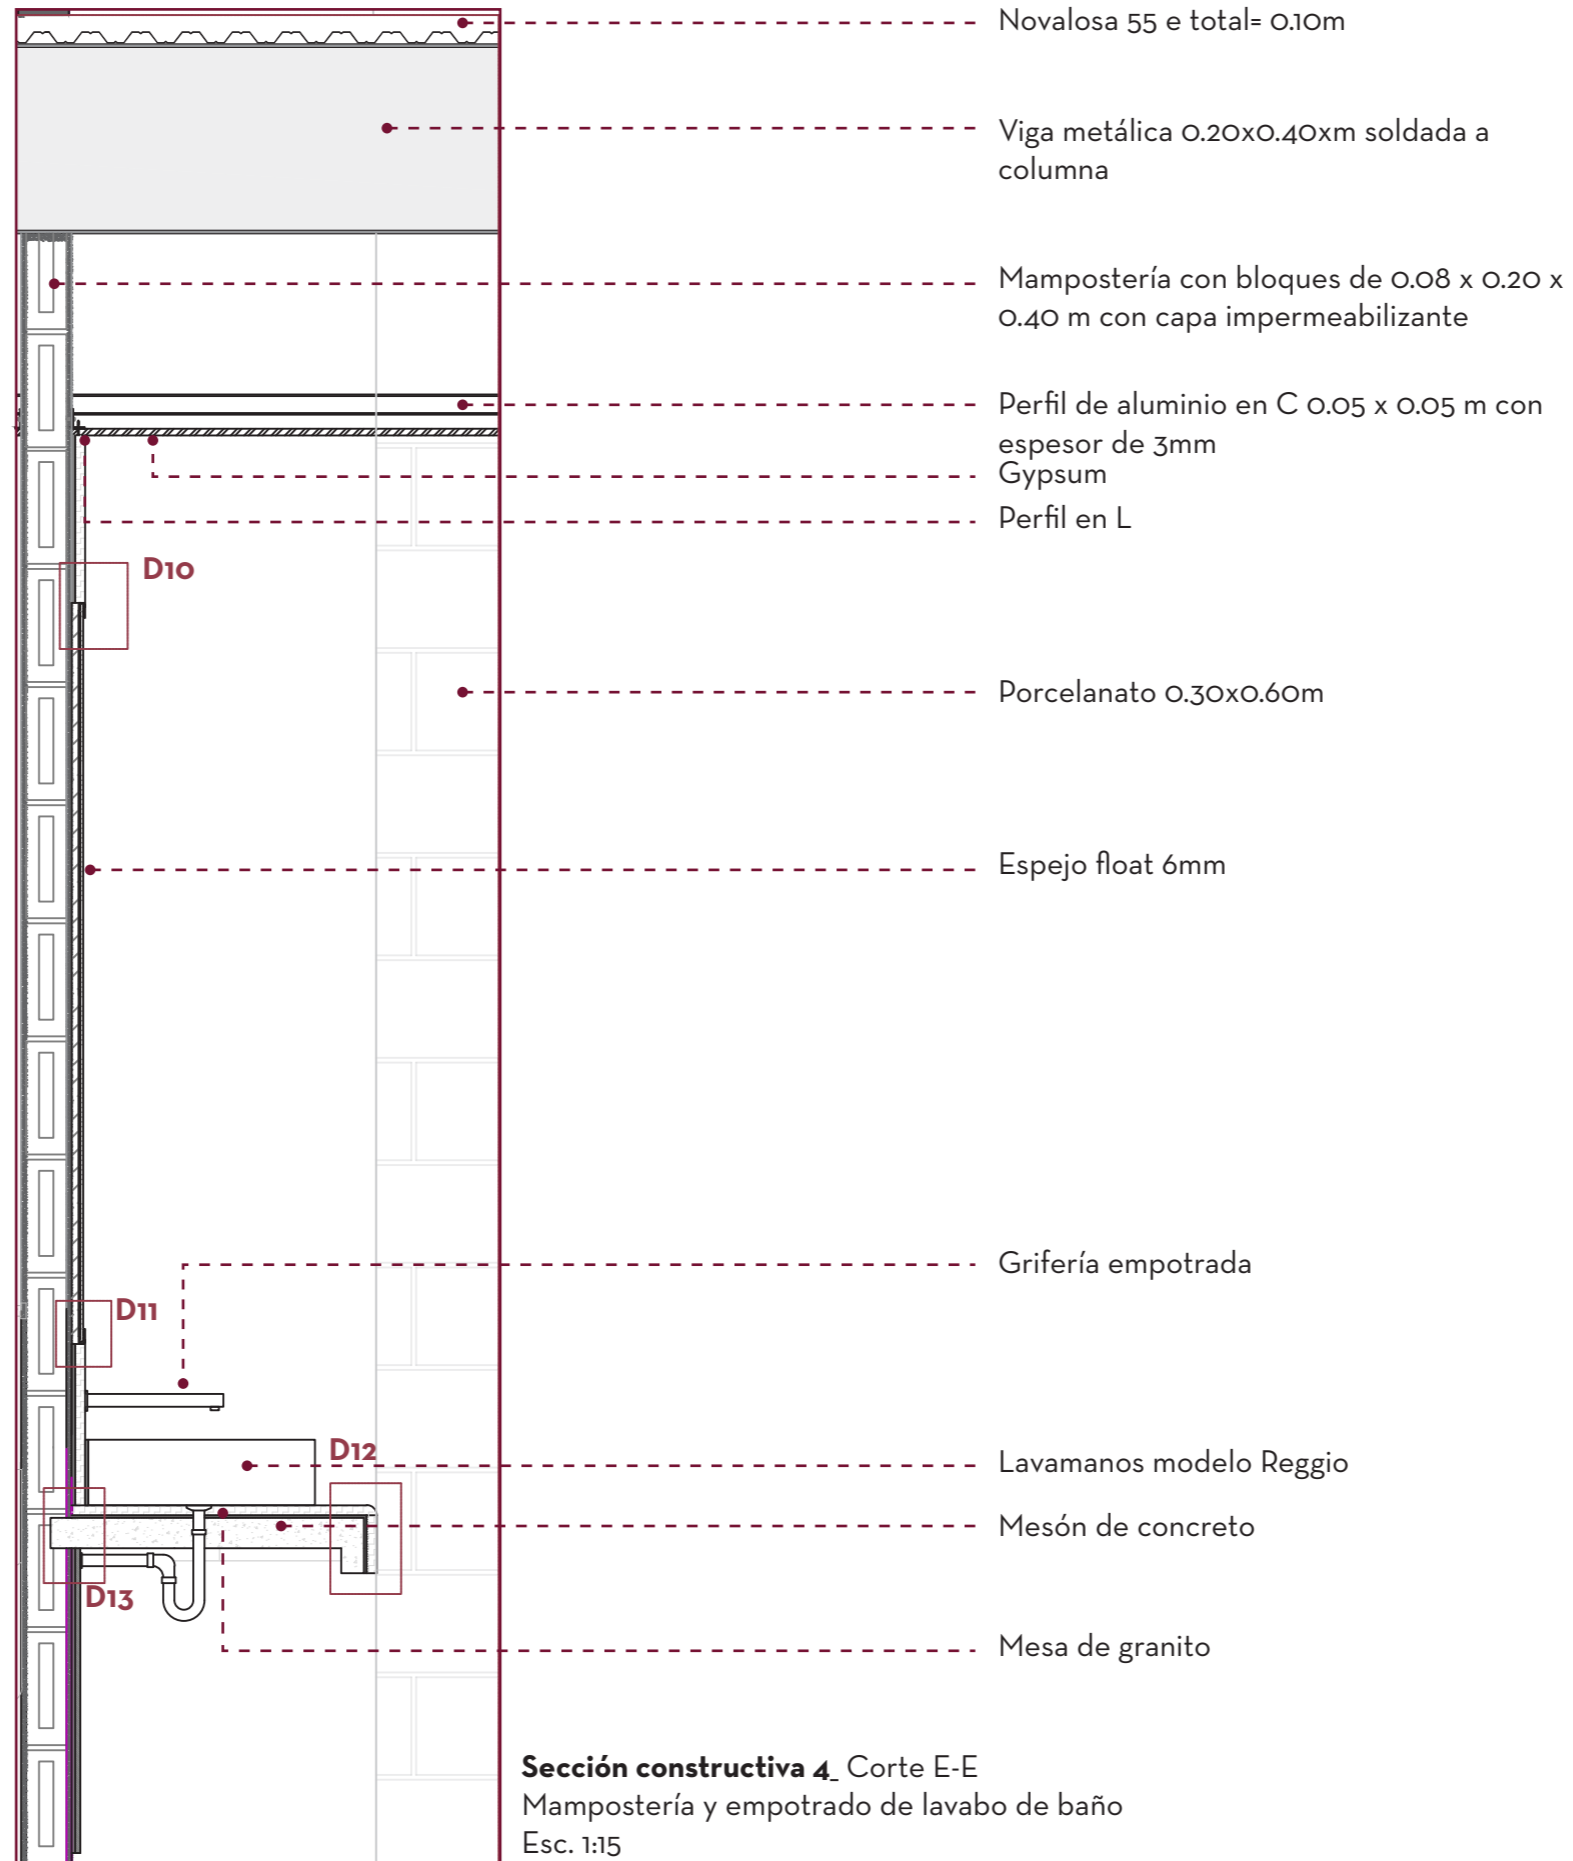 Novalosa 55 e total= 0.10m
Viga metálica 0.20x0.40xm soldada a
columna
Mampostería con bloques de 0.08 x 0.20 x
0.40 m con capa impermeabilizante
Perfil de aluminio en C 0.05 x 0.05 m con
espesor de 3mm
Gypsum
Perfil en L
D10
Porcelanato 0.30x0.60m
Espejo float 6mm
Grifería empotrada
D11
D12
Lavamanos modelo Reggio
Mesón de concreto
D13
Mesa de granito
Sección constructiva 4_ Corte E-E
Mampostería y empotrado de lavabo de baño
Esc. 1:15